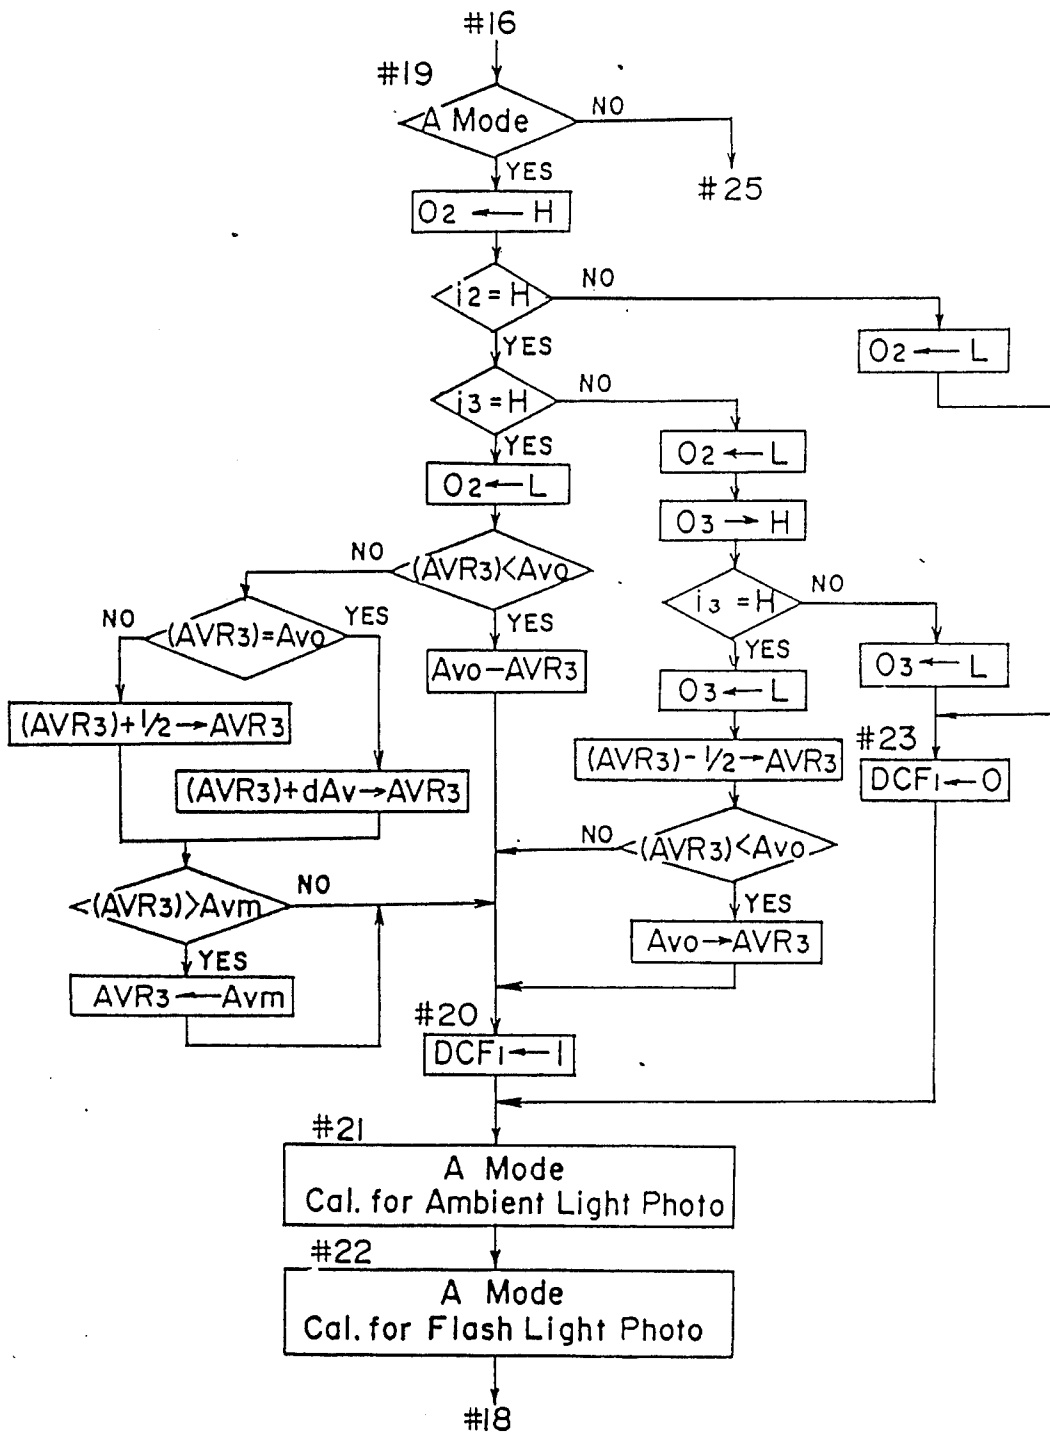 #16
#19
A Mode
NO
YES
#25
O2 ← H
i2 = H
NO
YES
O2 ← L
i3 = H
NO
YES
O2 ← L
O2 ← L
O3 → H
(AVR3)<Avo
NO
YES
i3 = H
NO
YES
(AVR3)=Avo
NO
YES
Avo–AVR3
O3 ← L
O3 ← L
(AVR3)+1/2→AVR3
(AVR3)-1/2→AVR3
#23
DCF1←0
(AVR3)+dAv→AVR3
(AVR3)<Avo
NO
YES
(AVR3)>Avm
NO
YES
Avo→AVR3
AVR3←Avm
#20
DCF1←1
#21
A Mode
Cal. for Ambient Light Photo
#22
A Mode
Cal. for Flash Light Photo
#18